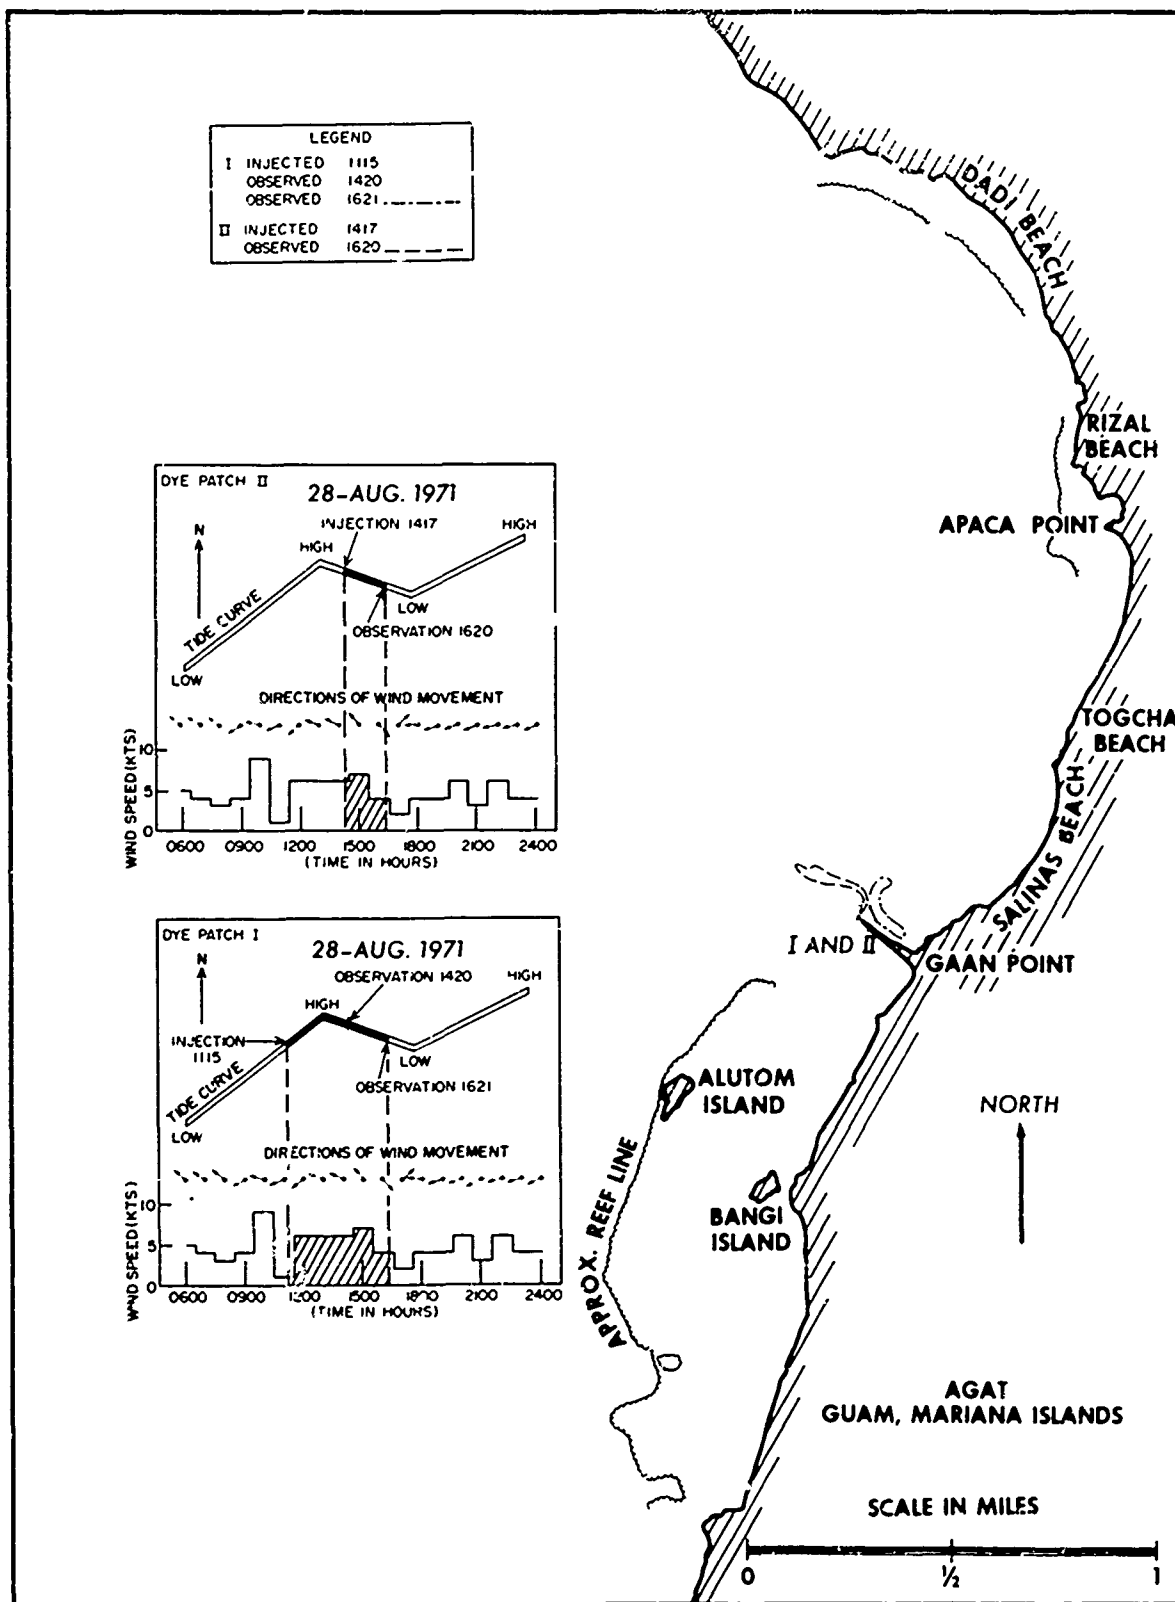 LEGEND
I INJECTED 1115
OBSERVED 1420
OBSERVED 1621
II INJECTED 1417
OBSERVED 1620
DADI BEACH
RIZAL
BEACH
APACA POINT
TOGCHA
BEACH
SALINAS BEACH
I AND II
GAAN POINT
ALUTOM
ISLAND
NORTH
BANGI
ISLAND
APPROX. REEF LINE
AGAT
GUAM, MARIANA ISLANDS
SCALE IN MILES
0 ½ 1
DYE PATCH II
28-AUG. 1971
INJECTION 1417
N
HIGH
HIGH
TIDE CURVE
LOW
OBSERVATION 1620
LOW
DIRECTIONS OF WIND MOVEMENT
WIND SPEED (KTS)
10
5
0
0600 0900 1200 1500 1800 2100 2400
(TIME IN HOURS)
DYE PATCH I
28-AUG. 1971
OBSERVATION 1420
N
HIGH
HIGH
INJECTION
1115
LOW
TIDE CURVE
OBSERVATION 1621
LOW
DIRECTIONS OF WIND MOVEMENT
WIND SPEED (KTS)
10
5
0
0600 0900 1200 1500 1800 2100 2400
(TIME IN HOURS)